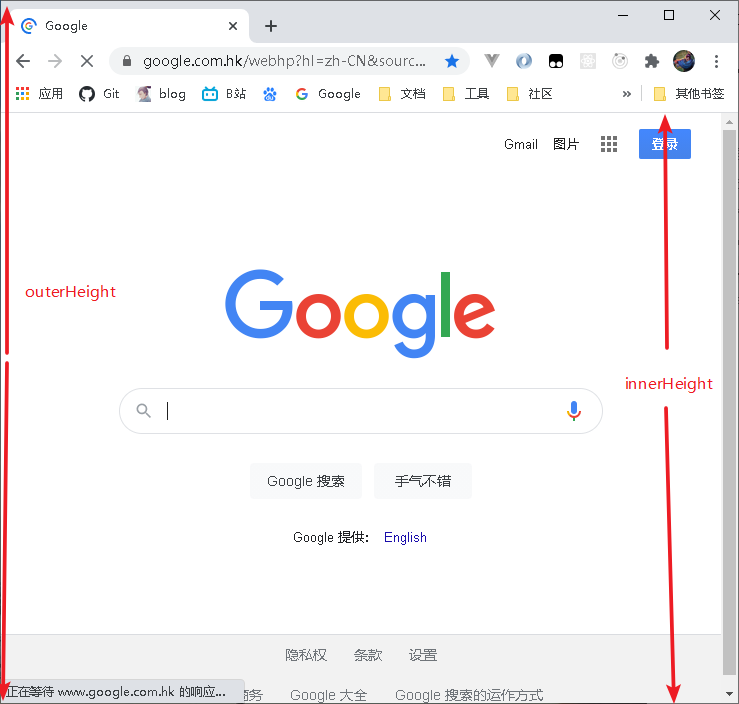 Google
google.com.hk/webhp?hl=zh-CN&sourc...
应用 Git blog B站 Google 文档 工具 社区 » 其他书签
Gmail 图片 登录
outerHeight
Google
innerHeight
Google 搜索 手气不错
Google 提供: English
隐私权 条款 设置
正在等待 www.google.com.hk 的响应... 商务 Google 大全 Google 搜索的运作方式